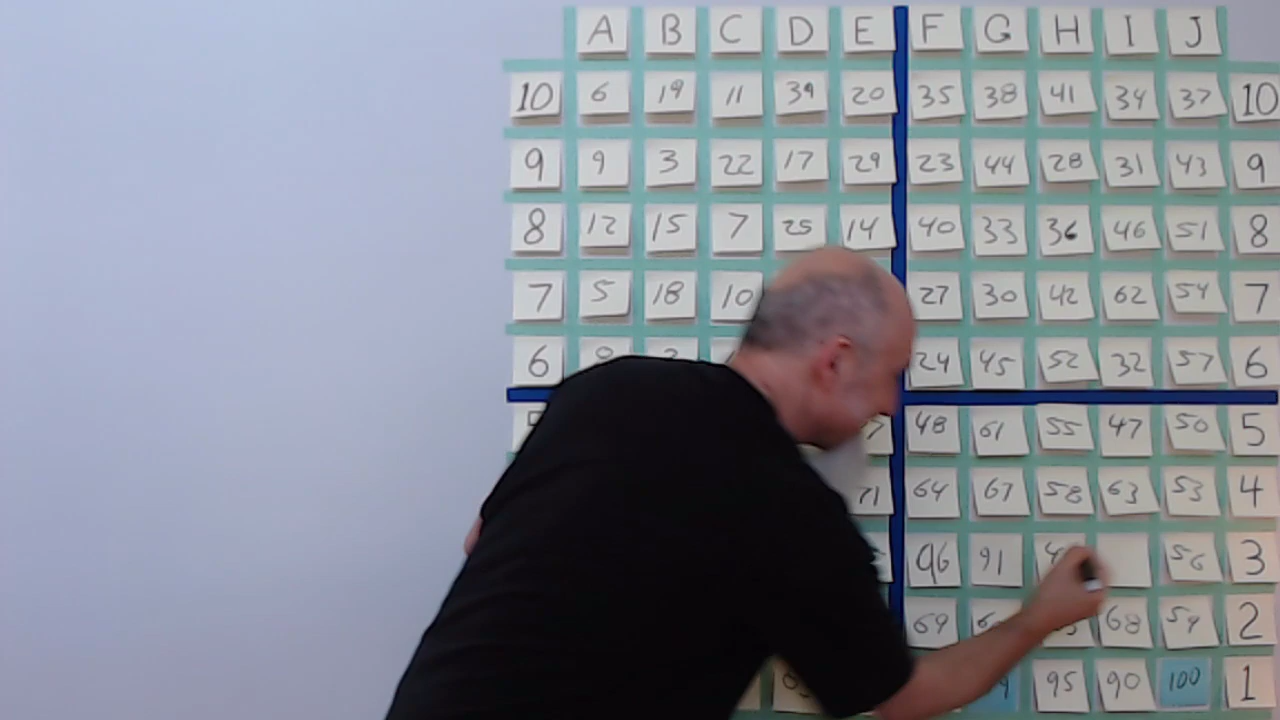 A B C D E F G H I J
10 6 19 11 39 20 35 38 41 34 37 10
9 9 3 22 17 29 23 44 28 31 43 9
8 12 15 7 25 14 40 33 36 46 51 8
7 5 18 10 27 30 42 62 54 7
6 24 45 52 32 57 6
48 61 55 47 50 5
71 64 67 58 63 53 4
96 91 56 3
69 68 59 2
95 90 100 1